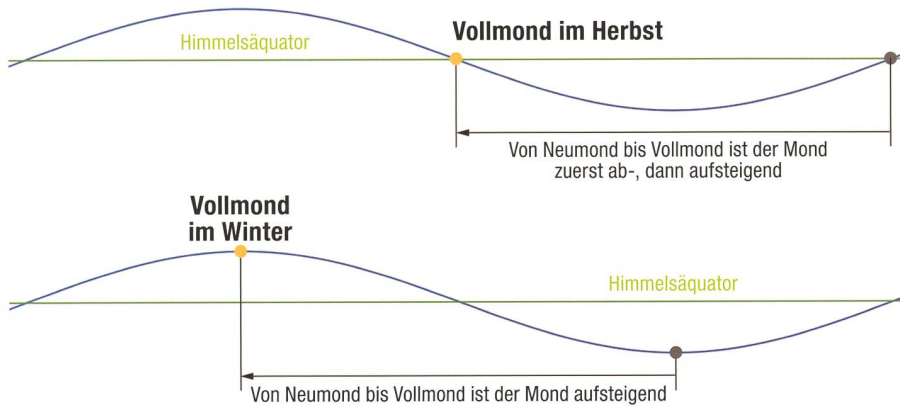 Himmelsäquator
Vollmond im Herbst
Von Neumond bis Vollmond ist der Mond
zuerst ab-, dann aufsteigend
Vollmond
im Winter
Himmelsäquator
Von Neumond bis Vollmond ist der Mond aufsteigend